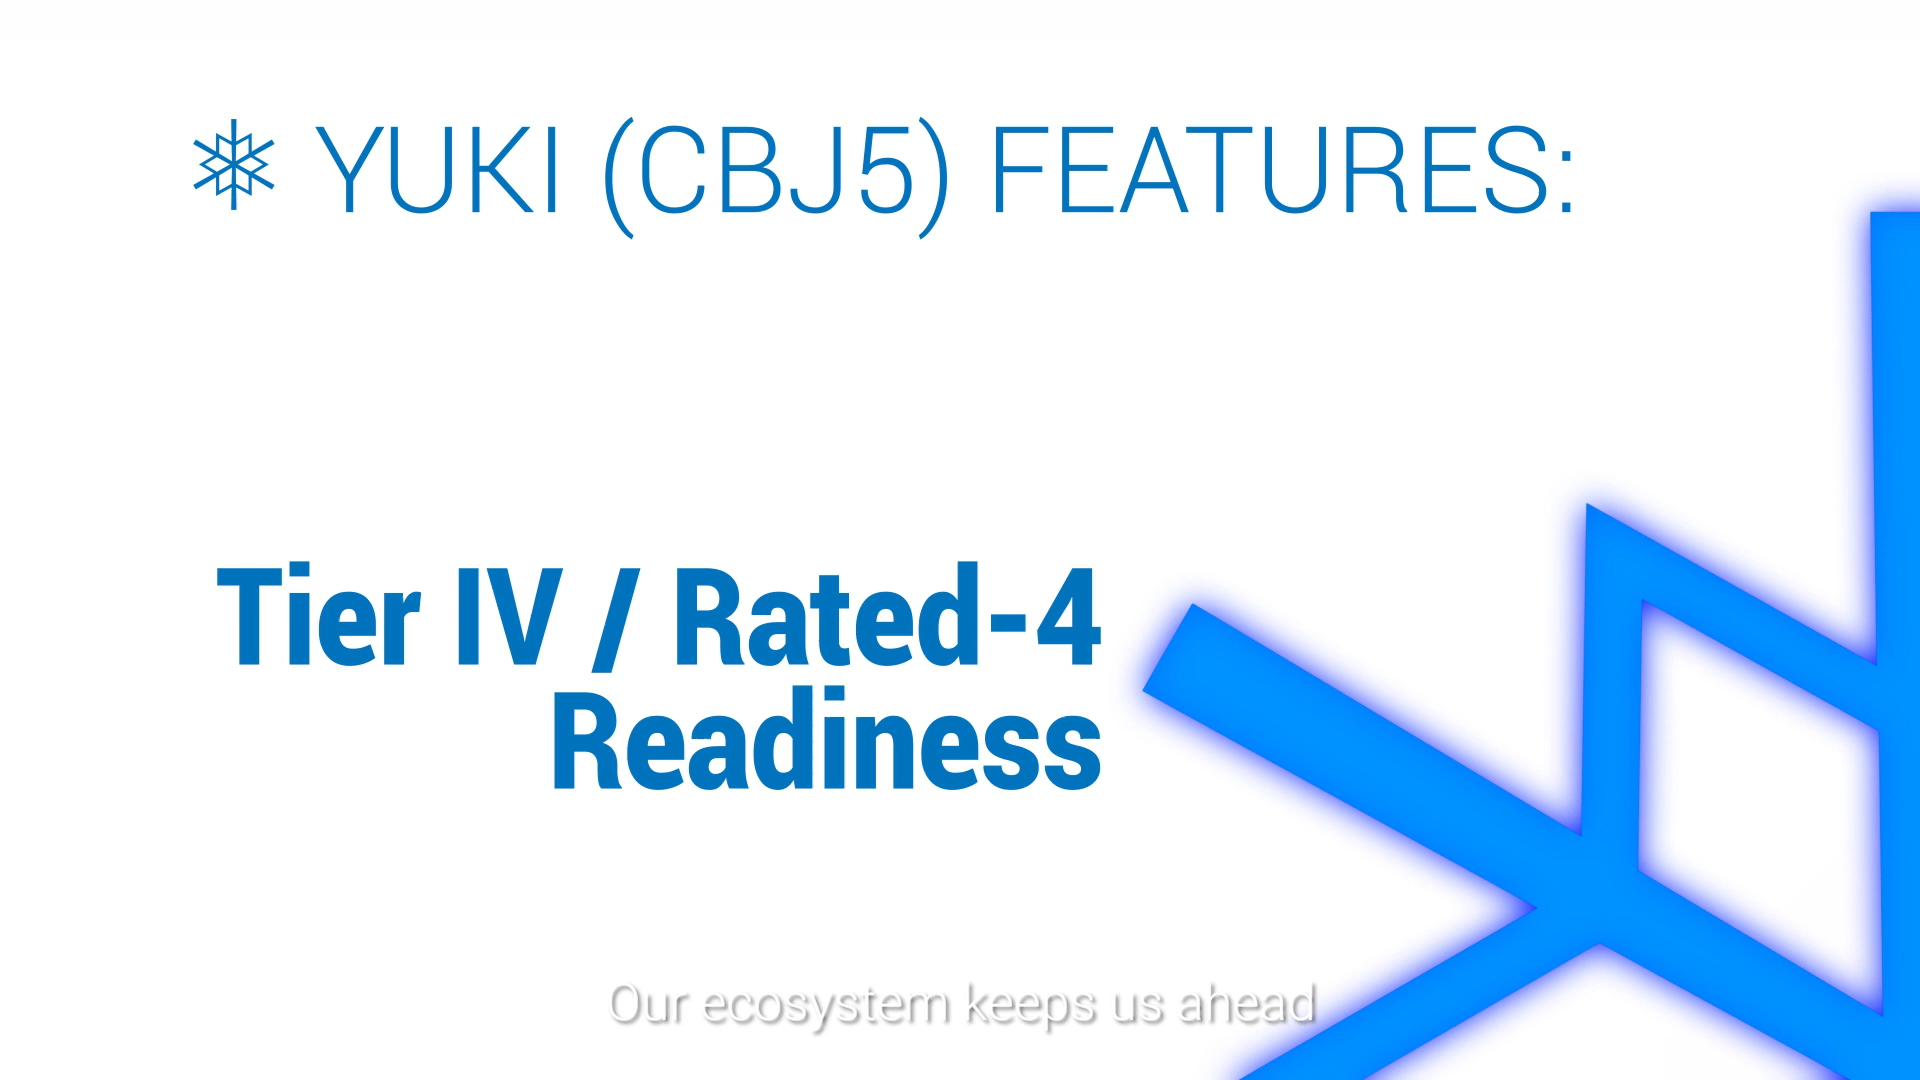 YUKI (CBJ5) FEATURES:
Tier IV / Rated-4
Readiness
Our ecosystem keeps us ahead